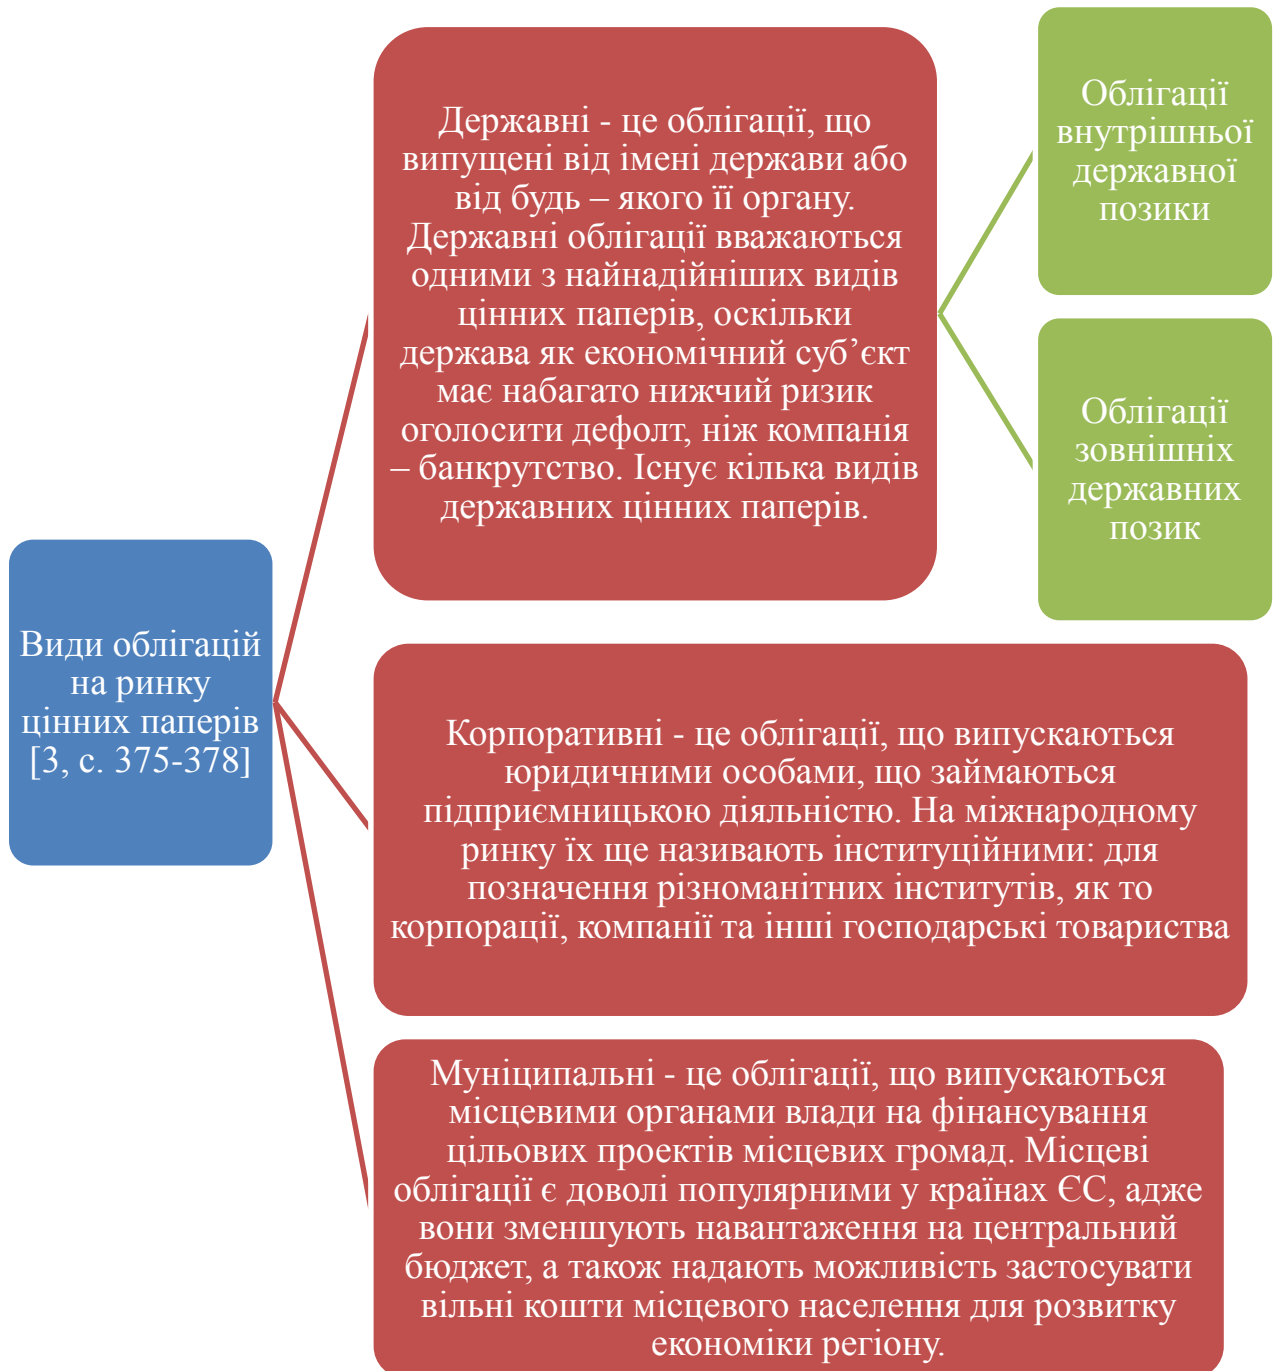 Види облігацій
на ринку
цінних паперів
[3, с. 375-378]
Державні - це облігації, що
випущені від імені держави або
від будь – якого її органу.
Державні облігації вважаються
одними з найнадійніших видів
цінних паперів, оскільки
держава як економічний суб’єкт
має набагато нижчий ризик
оголосити дефолт, ніж компанія
– банкрутство. Існує кілька видів
державних цінних паперів.
Облігації
внутрішньої
державної
позики
Облігації
зовнішніх
державних
позик
Корпоративні - це облігації, що випускаються
юридичними особами, що займаються
підприємницькою діяльністю. На міжнародному
ринку їх ще називають інституційними: для
позначення різноманітних інститутів, як то
корпорації, компанії та інші господарські товариства
Муніципальні - це облігації, що випускаються
місцевими органами влади на фінансування
цільових проектів місцевих громад. Місцеві
облігації є доволі популярними у країнах ЄС, адже
вони зменшують навантаження на центральний
бюджет, а також надають можливість застосувати
вільні кошти місцевого населення для розвитку
економіки регіону.